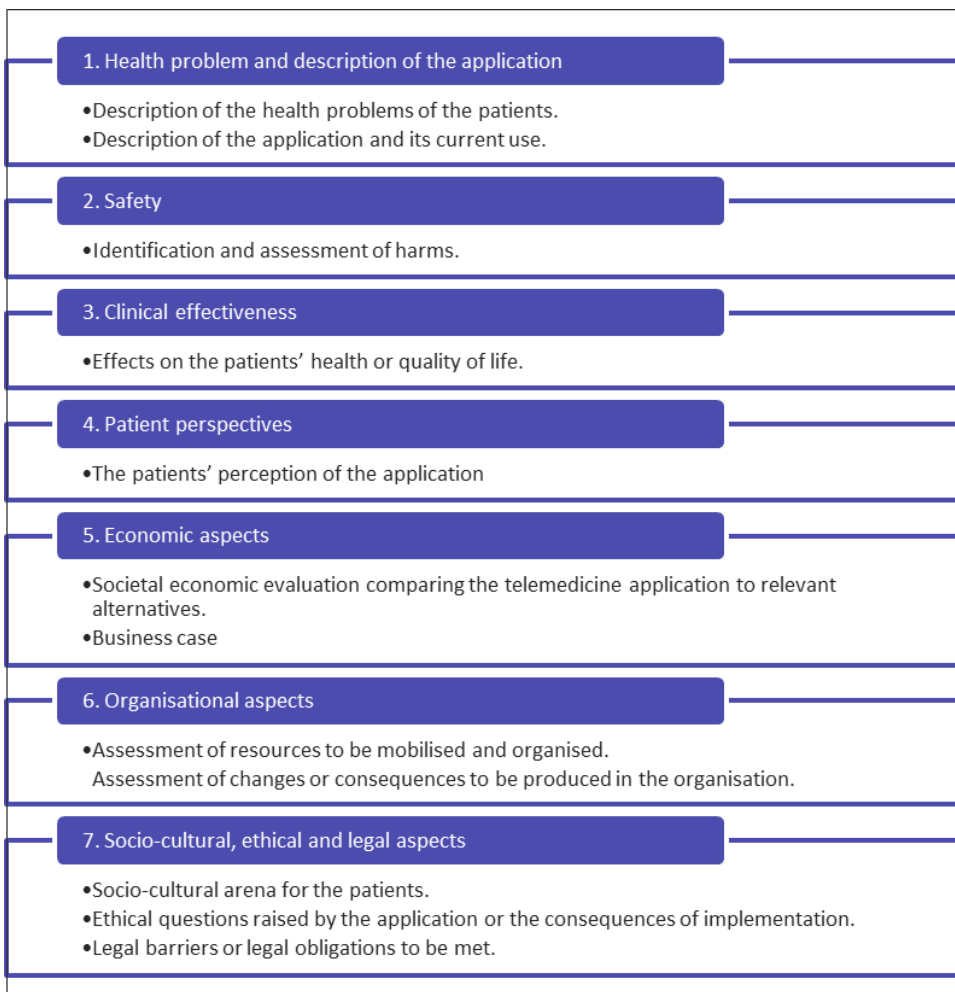 1. Health problem and description of the application
•Description of the health problems of the patients.
•Description of the application and its current use.
2. Safety
•Identification and assessment of harms.
3. Clinical effectiveness
•Effects on the patients’ health or quality of life.
4. Patient perspectives
•The patients’ perception of the application
5. Economic aspects
•Societal economic evaluation comparing the telemedicine application to relevant
alternatives.
•Business case
6. Organisational aspects
•Assessment of resources to be mobilised and organised.
Assessment of changes or consequences to be produced in the organisation.
7. Socio-cultural, ethical and legal aspects
•Socio-cultural arena for the patients.
•Ethical questions raised by the application or the consequences of implementation.
•Legal barriers or legal obligations to be met.